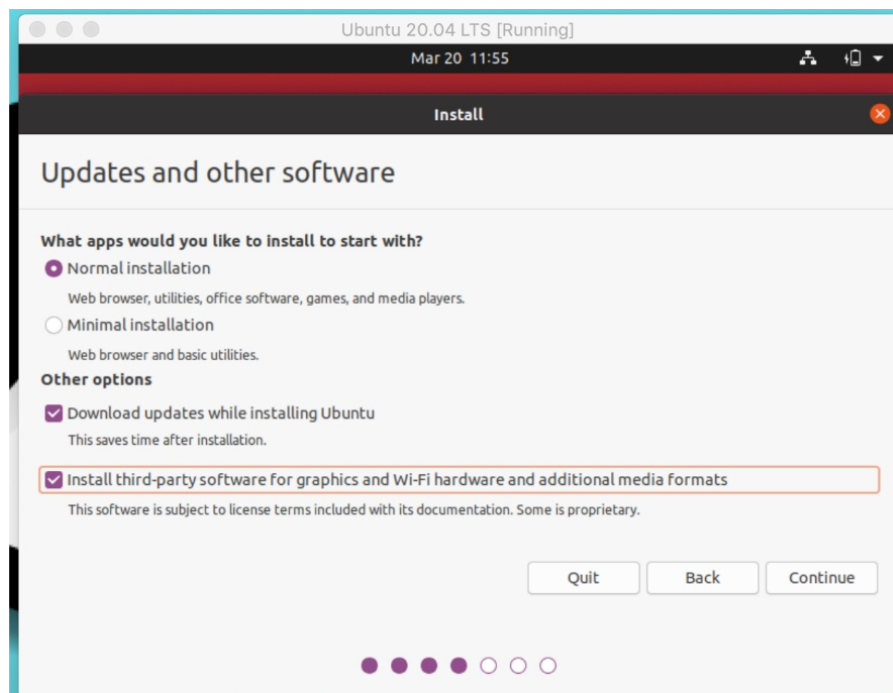 Ubuntu 20.04 LTS [Running]
Mar 20 11:55
Install
Updates and other software
What apps would you like to install to start with?
Normal installation
Web browser, utilities, office software, games, and media players.
Minimal installation
Web browser and basic utilities.
Other options
Download updates while installing Ubuntu
This saves time after installation.
Install third-party software for graphics and Wi-Fi hardware and additional media formats
This software is subject to license terms included with its documentation. Some is proprietary.
Quit Back Continue